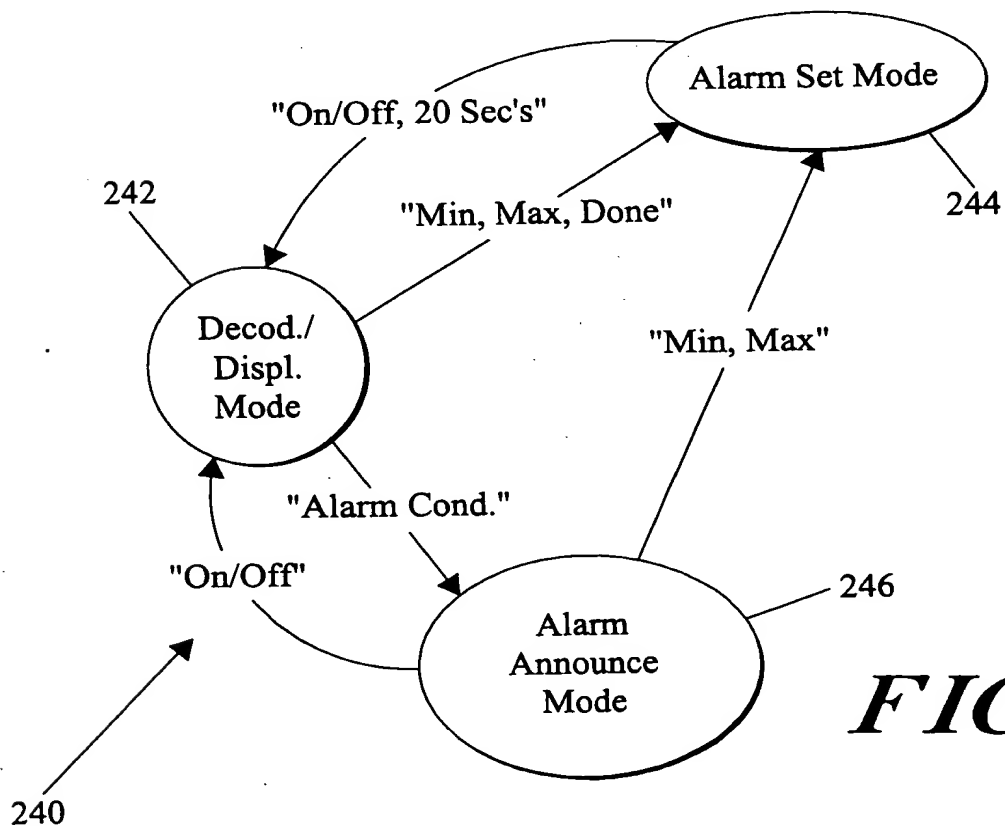 Alarm Set Mode
"On/Off, 20 Sec's"
242
244
"Min, Max, Done"
Decod./
Displ.
Mode
"Min, Max"
"Alarm Cond."
"On/Off"
246
Alarm
Announce
Mode
240